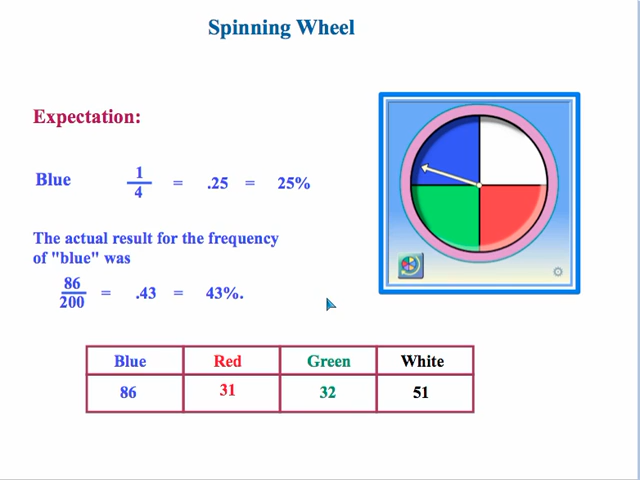 Spinning Wheel
Expectation:
Blue 1/4 = .25 = 25%
The actual result for the frequency
of "blue" was
86/200 = .43 = 43%.
Blue Red Green White
86 31 32 51